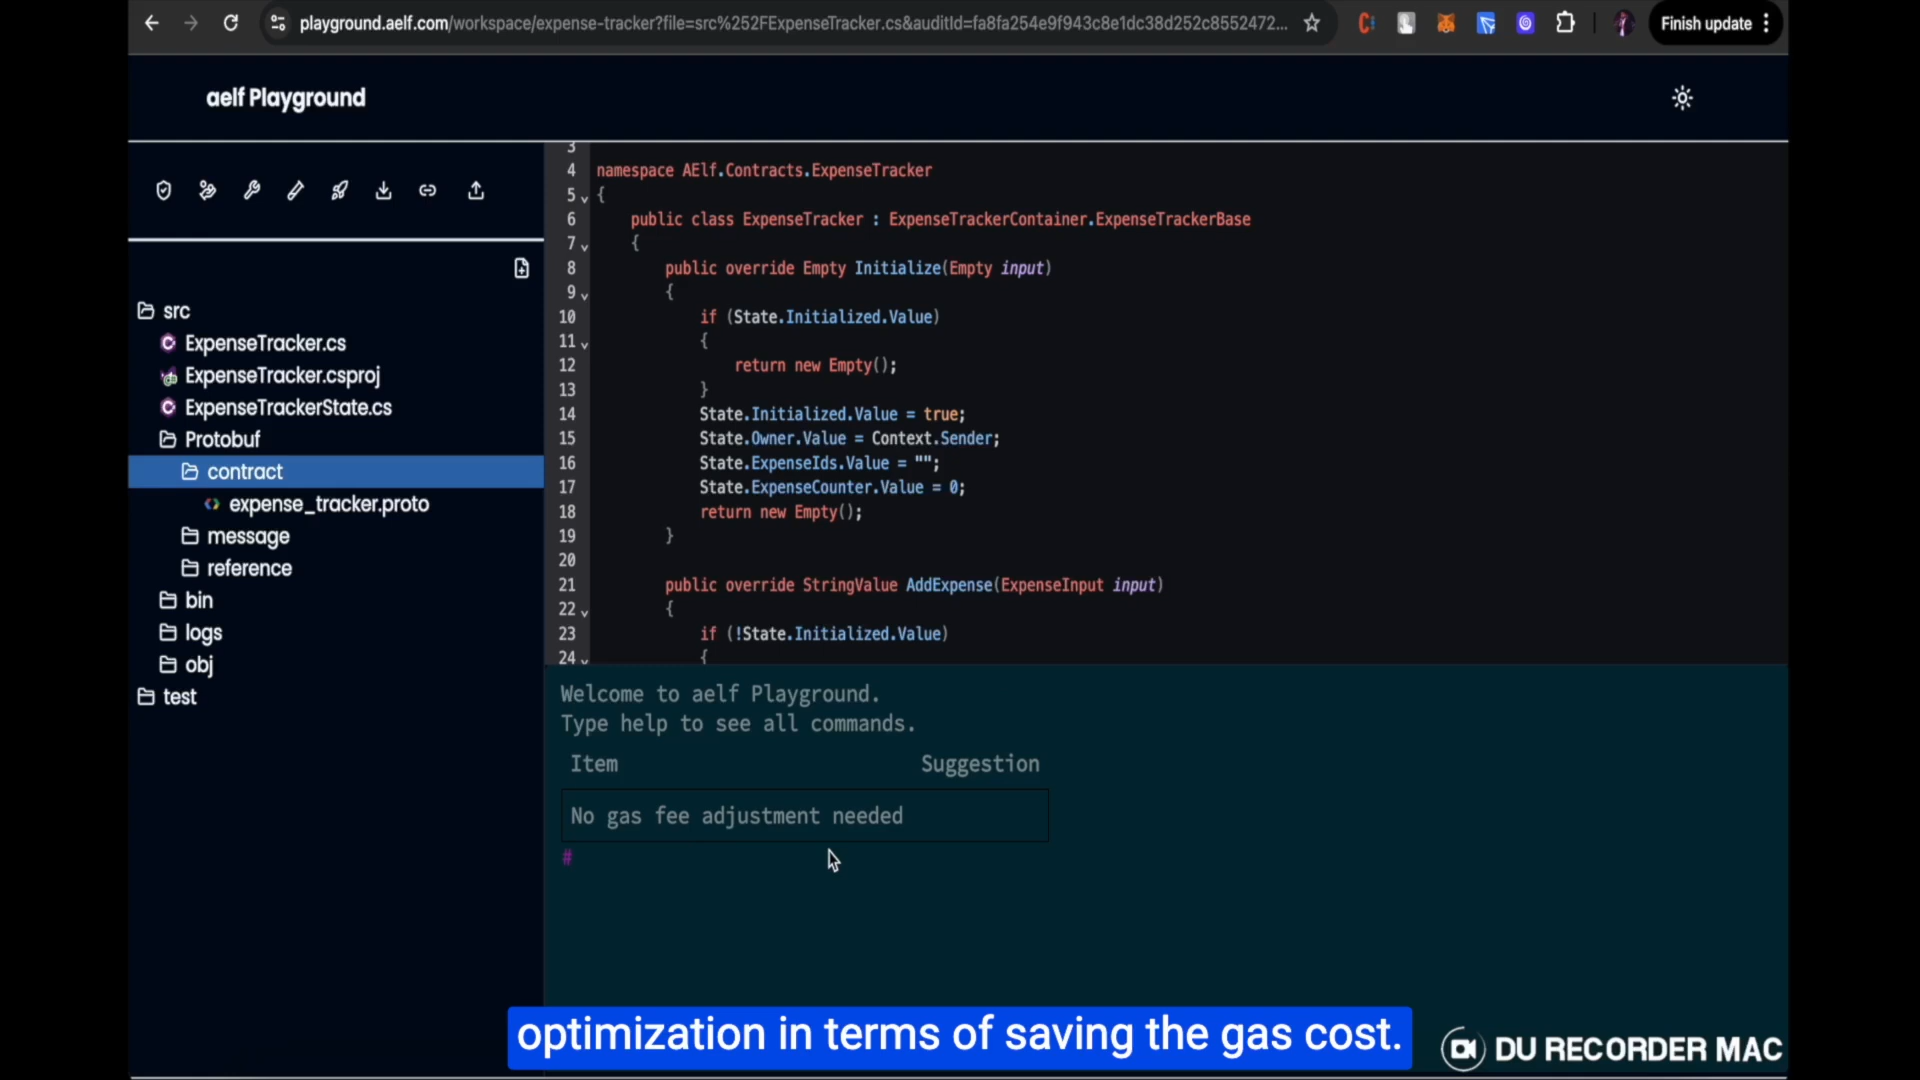 playground.aelf.com/workspace/expense-tracker?file=src%252FExpenseTracker.cs&auditId=fa8fa254e9f943c8e1dc38d252c8552472...
Finish update
aelf Playground
src
ExpenseTracker.cs
ExpenseTracker.csproj
ExpenseTrackerState.cs
Protobuf
contract
expense_tracker.proto
message
reference
bin
logs
obj
test
3
4 namespace AElf.Contracts.ExpenseTracker
5 {
6 public class ExpenseTracker : ExpenseTrackerContainer.ExpenseTrackerBase
7 {
8 public override Empty Initialize(Empty input)
9 {
10 if (State.Initialized.Value)
11 {
12 return new Empty();
13 }
14 State.Initialized.Value = true;
15 State.Owner.Value = Context.Sender;
16 State.ExpenseIds.Value = "";
17 State.ExpenseCounter.Value = 0;
18 return new Empty();
19 }
20
21 public override StringValue AddExpense(ExpenseInput input)
22 {
23 if (!State.Initialized.Value)
24 {
Welcome to aelf Playground.
Type help to see all commands.
Item Suggestion
No gas fee adjustment needed
#
optimization in terms of saving the gas cost.
DU RECORDER MAC